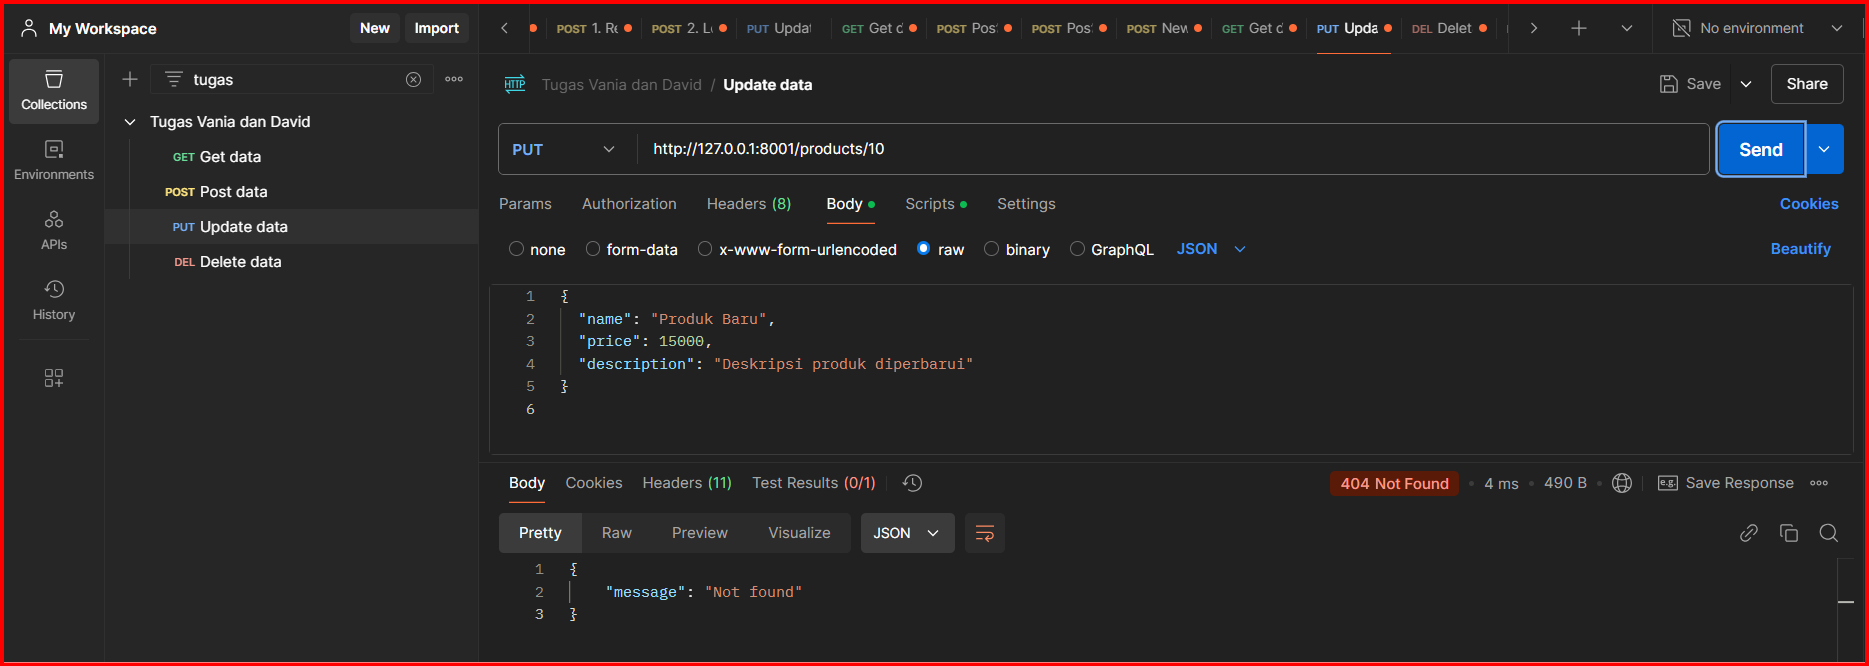 My Workspace
New
Import
POST 1. Re
POST 2. Lo
PUT Updat
GET Get d
POST Pos
POST Pos
POST New
GET Get d
PUT Upda
DEL Delet
No environment
Collections
Environments
APIs
History
tugas
Tugas Vania dan David
GET Get data
POST Post data
PUT Update data
DEL Delete data
HTTP Tugas Vania dan David / Update data
Save
Share
PUT
http://127.0.0.1:8001/products/10
Send
Params
Authorization
Headers (8)
Body
Scripts
Settings
Cookies
none
form-data
x-www-form-urlencoded
raw
binary
GraphQL
JSON
Beautify
1 {
2 "name": "Produk Baru",
3 "price": 15000,
4 "description": "Deskripsi produk diperbarui"
5 }
6
Body
Cookies
Headers (11)
Test Results (0/1)
404 Not Found
4 ms
490 B
e.g. Save Response
Pretty
Raw
Preview
Visualize
JSON
1 {
2 "message": "Not found"
3 }